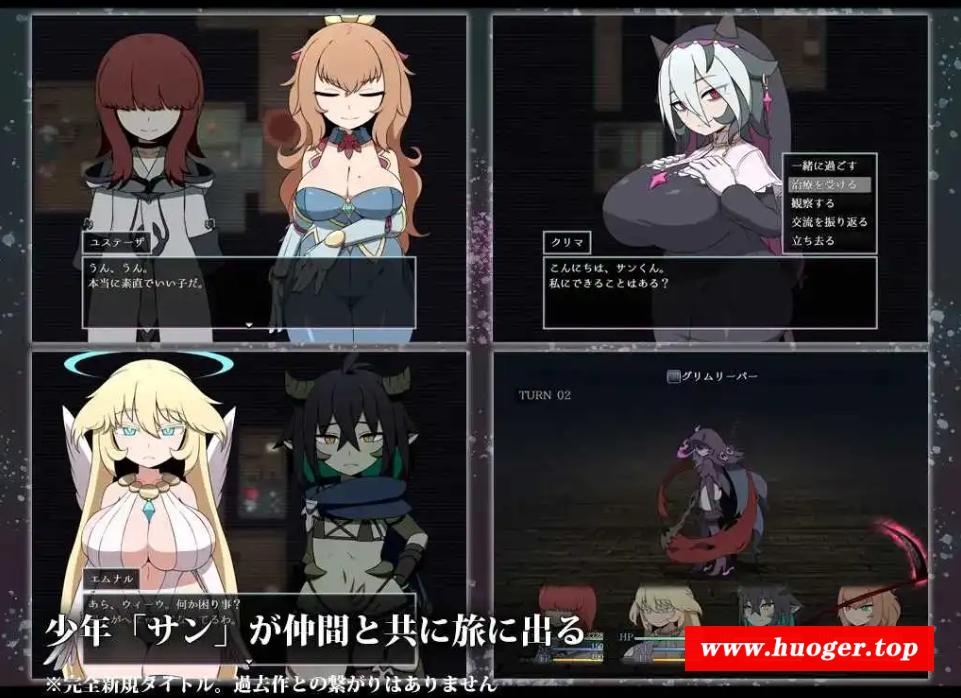 ユステーザ
うん、うん。
本当に素直でいい子だ。
一緒に過ごす
治療を受ける
観察する
交流を振り返る
立ち去る
クリマ
こんにちは、サンくん。
私にできることはある？
エムナル
あら、ウィーウ。何か困り事？
グリムリーパー
TURN 02
HP
少年「サン」が仲間と共に旅に出る
www.huoger.top
※完全新規タイトル。過去作との繋がりはありません